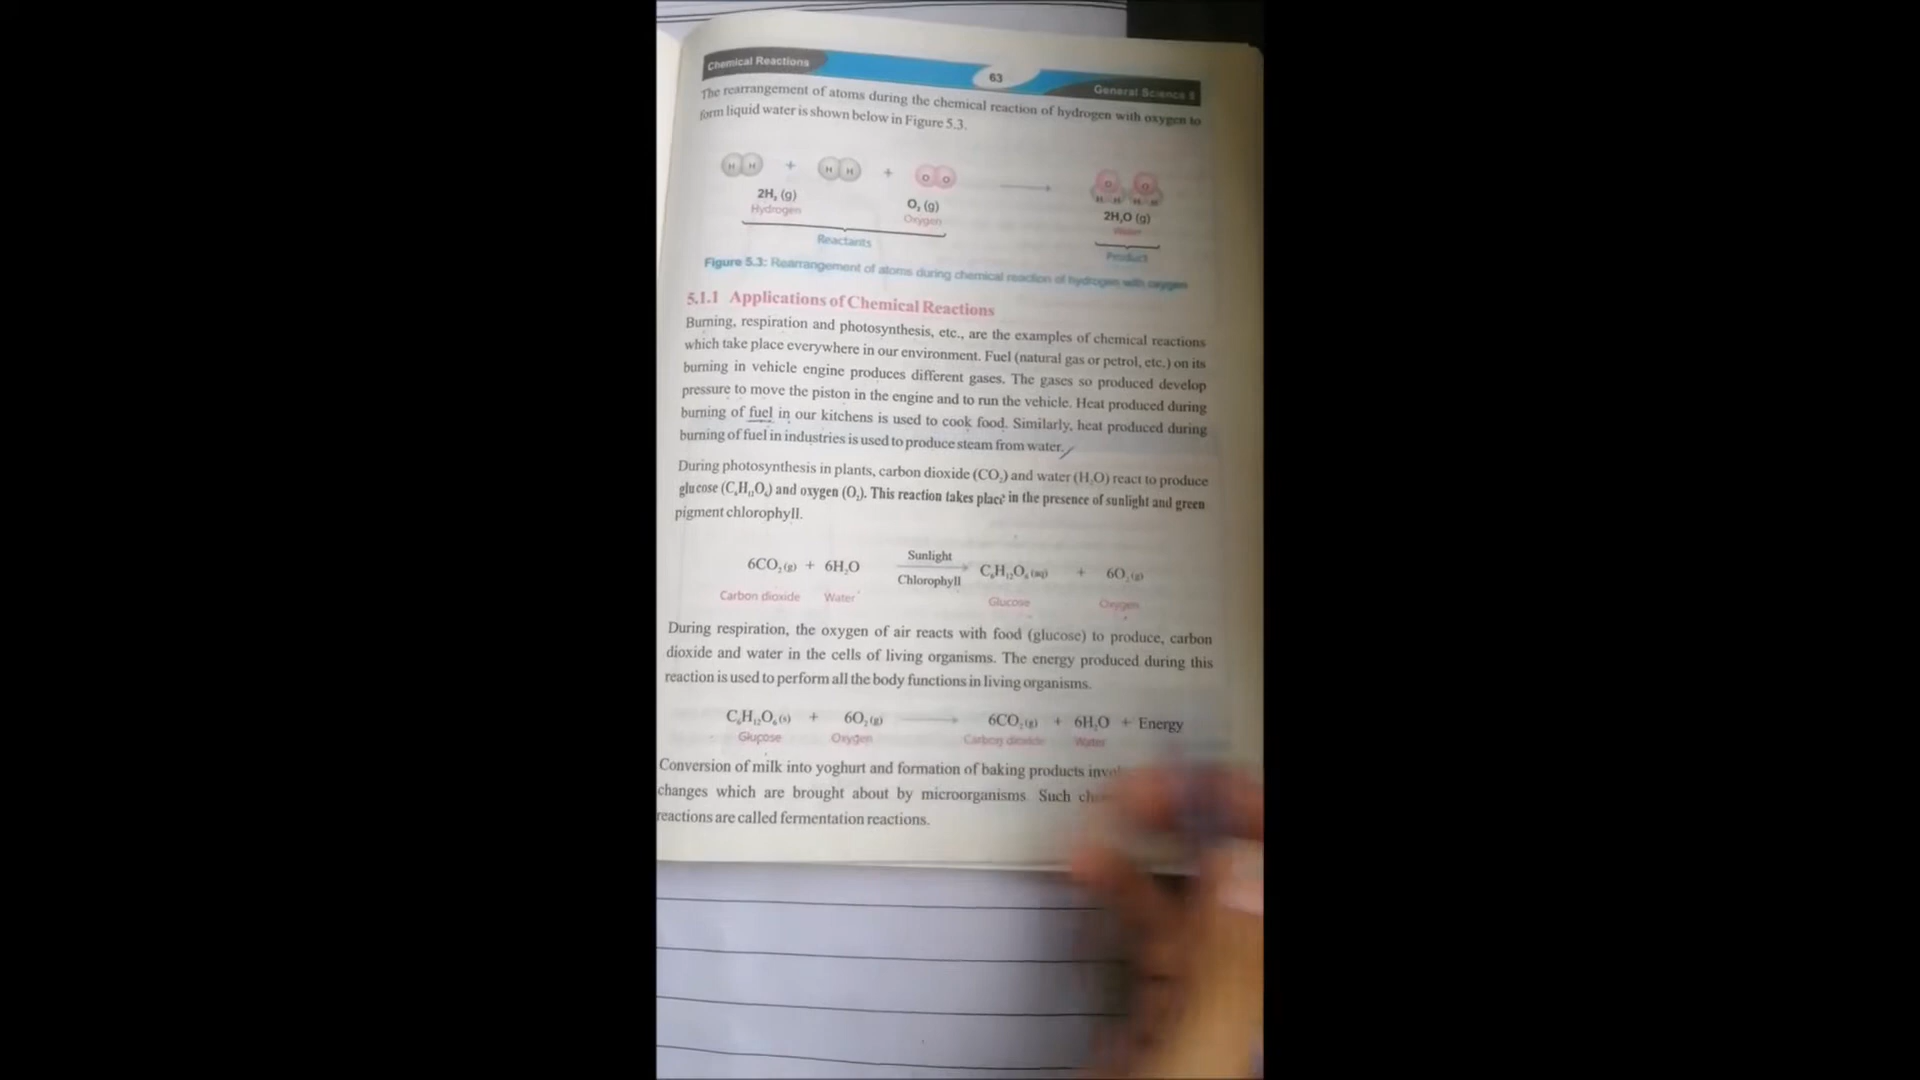 Chemical Reactions
63
General Science 8
The rearrangement of atoms during the chemical reaction of hydrogen with oxygen to
form liquid water is shown below in Figure 5.3.
H H + H H + O O
O O
H H H H
2H₂ (g) O₂ (g) 2H₂O (g)
Hydrogen Oxygen Water
Reactants Product
Figure 5.3: Rearrangement of atoms during chemical reaction of hydrogen with oxygen
5.1.1 Applications of Chemical Reactions
Burning, respiration and photosynthesis, etc., are the examples of chemical reactions
which take place everywhere in our environment. Fuel (natural gas or petrol, etc.) on its
burning in vehicle engine produces different gases. The gases so produced develop
pressure to move the piston in the engine and to run the vehicle. Heat produced during
burning of fuel in our kitchens is used to cook food. Similarly, heat produced during
burning of fuel in industries is used to produce steam from water.
During photosynthesis in plants, carbon dioxide (CO₂) and water (H₂O) react to produce
glucose (C₆H₁₂O₆) and oxygen (O₂). This reaction takes place in the presence of sunlight and green
pigment chlorophyll.
Sunlight
6CO₂ (g) + 6H₂O → C₆H₁₂O₆ (aq) + 6O₂ (g)
Chlorophyll
Carbon dioxide Water Glucose Oxygen
During respiration, the oxygen of air reacts with food (glucose) to produce, carbon
dioxide and water in the cells of living organisms. The energy produced during this
reaction is used to perform all the body functions in living organisms.
C₆H₁₂O₆ (s) + 6O₂ (g) → 6CO₂ (g) + 6H₂O + Energy
Glucose Oxygen Carbon dioxide Water
Conversion of milk into yoghurt and formation of baking products
changes which are brought about by microorganisms. Such
reactions are called fermentation reactions.